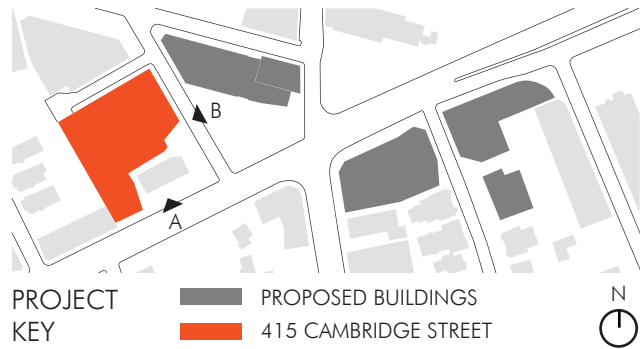 B
A
PROJECT
KEY
PROPOSED BUILDINGS
415 CAMBRIDGE STREET
N